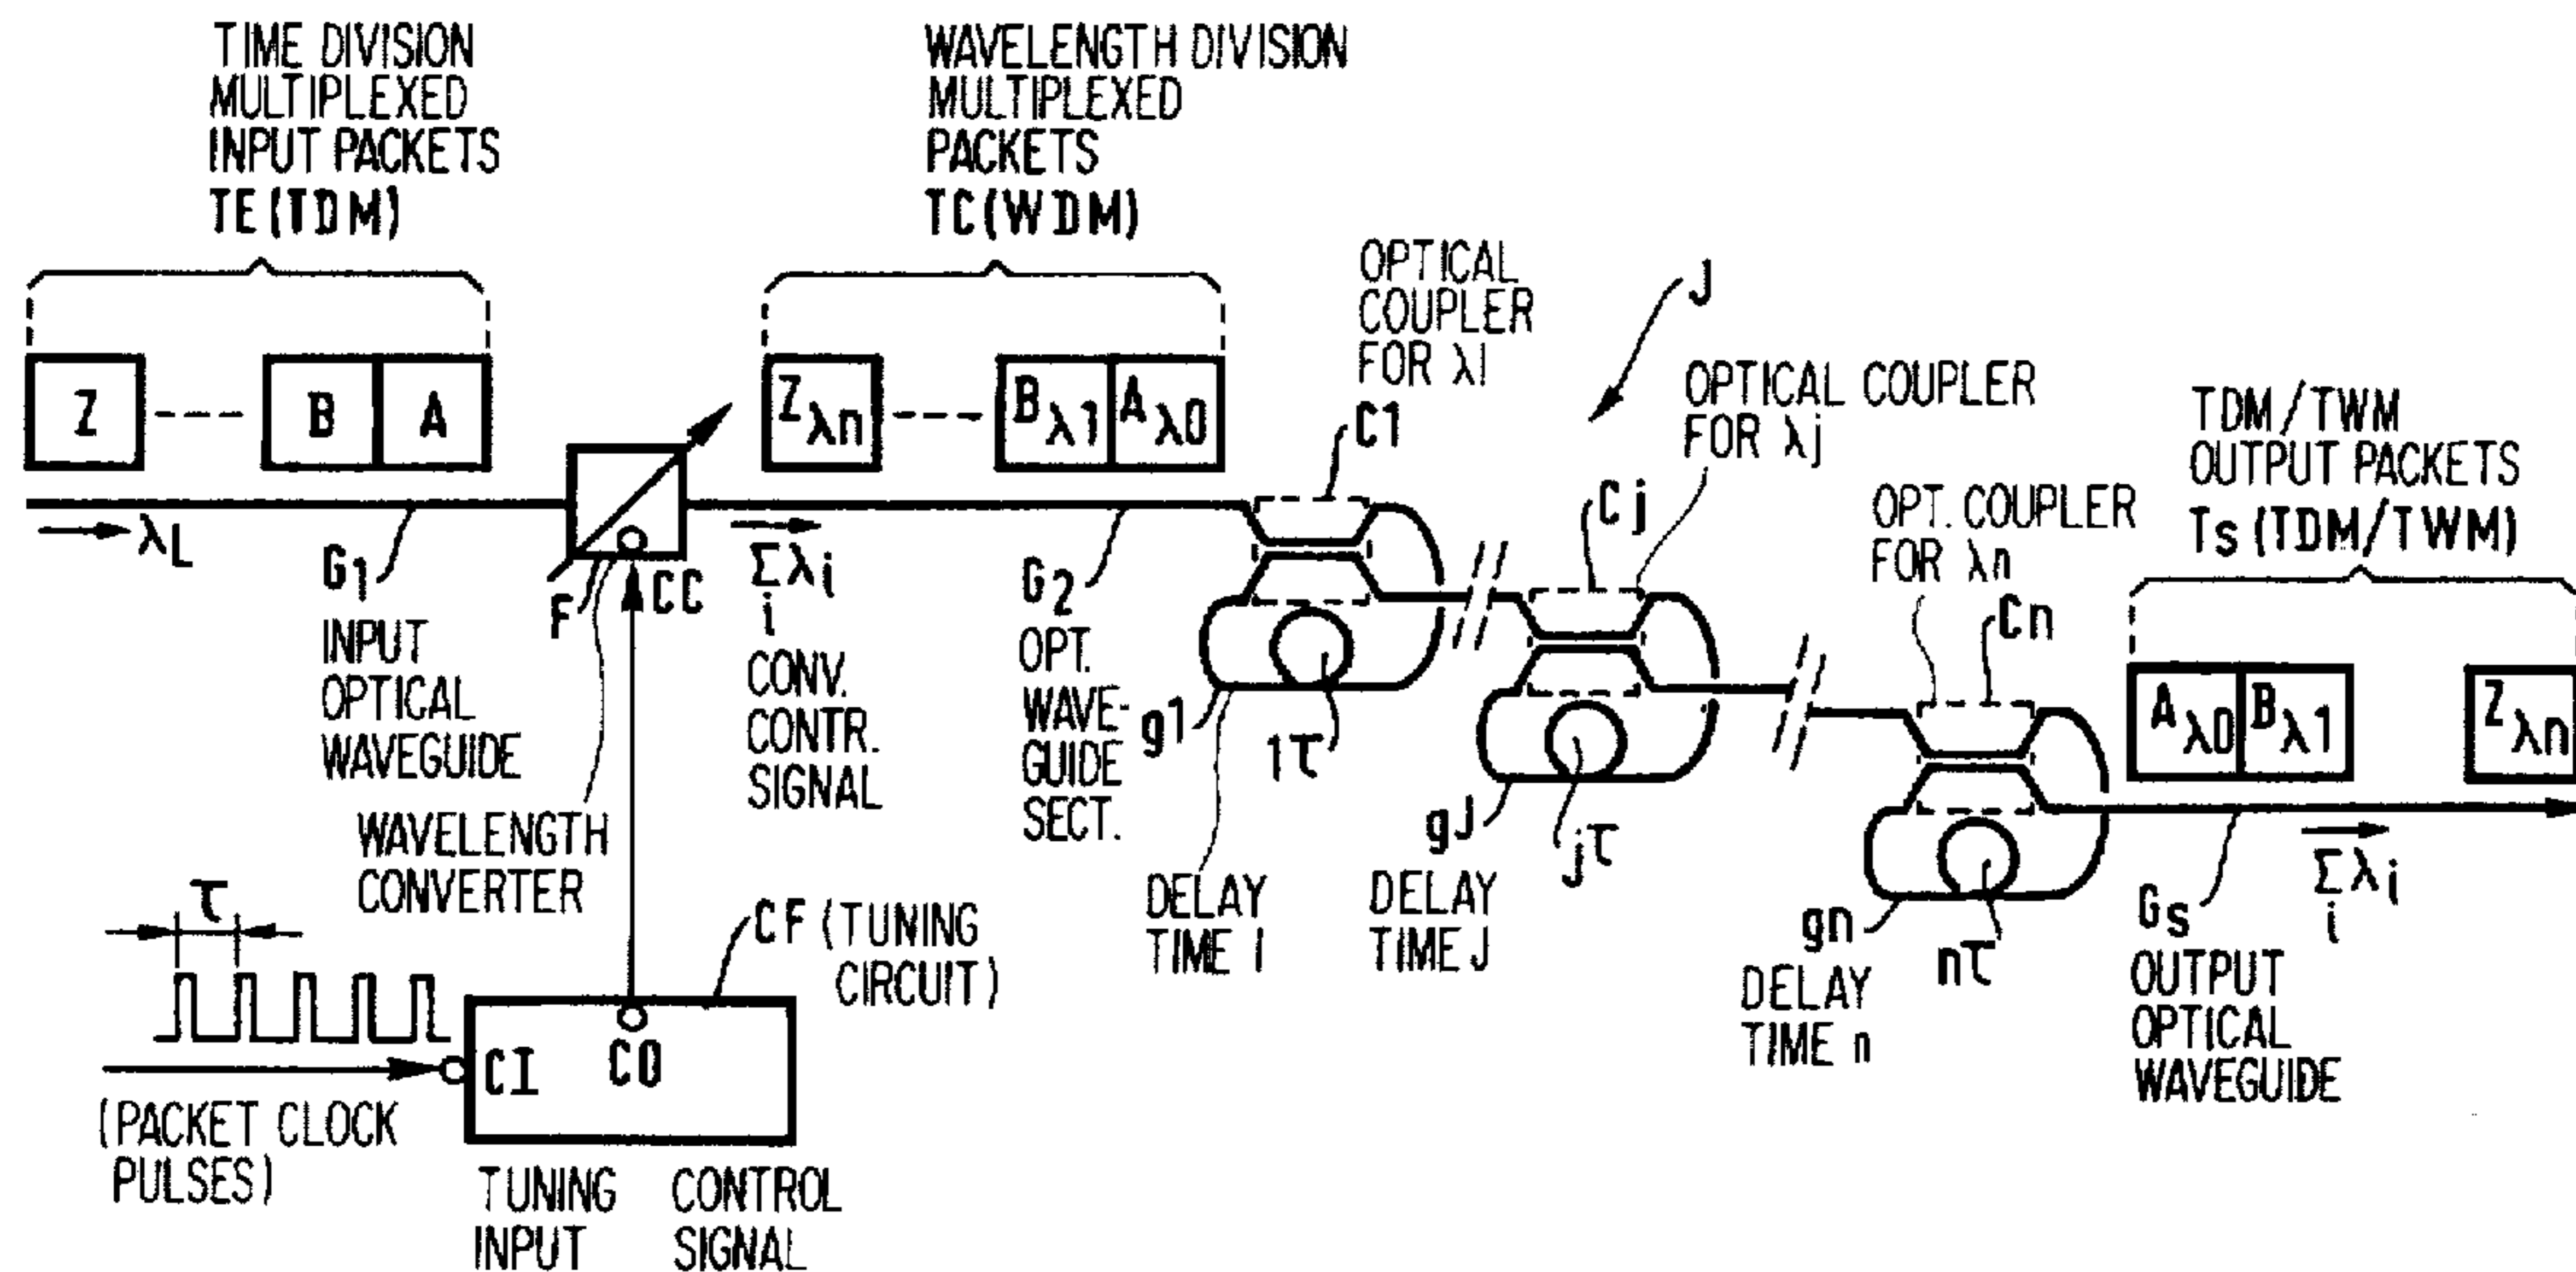 TIME DIVISION
MULTIPLEXED
INPUT PACKETS
TE (TDM)
WAVELENGTH DIVISION
MULTIPLEXED
PACKETS
TC (WDM)
OPTICAL
COUPLER
FOR λ1
C1
J
OPTICAL COUPLER
FOR λj
Cj
OPT. COUPLER
FOR λn
Cn
TDM/TWM
OUTPUT PACKETS
Ts (TDM/TWM)
Z B A
Zλn Bλ1 Aλ0
λL
G1
INPUT
OPTICAL
WAVEGUIDE
F
CC
WAVELENGTH
CONVERTER
Σλi
i
CONV.
CONTR.
SIGNAL
G2
OPT.
WAVE-
GUIDE
SECT.
g1
1τ
DELAY
TIME 1
gJ
jτ
DELAY
TIME J
gn
nτ
DELAY
TIME n
Aλ0 Bλ1 Zλn
Gs
OUTPUT
OPTICAL
WAVEGUIDE
Σλi
i
τ
CF (TUNING
CIRCUIT)
CI
CO
(PACKET CLOCK
PULSES)
TUNING
INPUT
CONTROL
SIGNAL